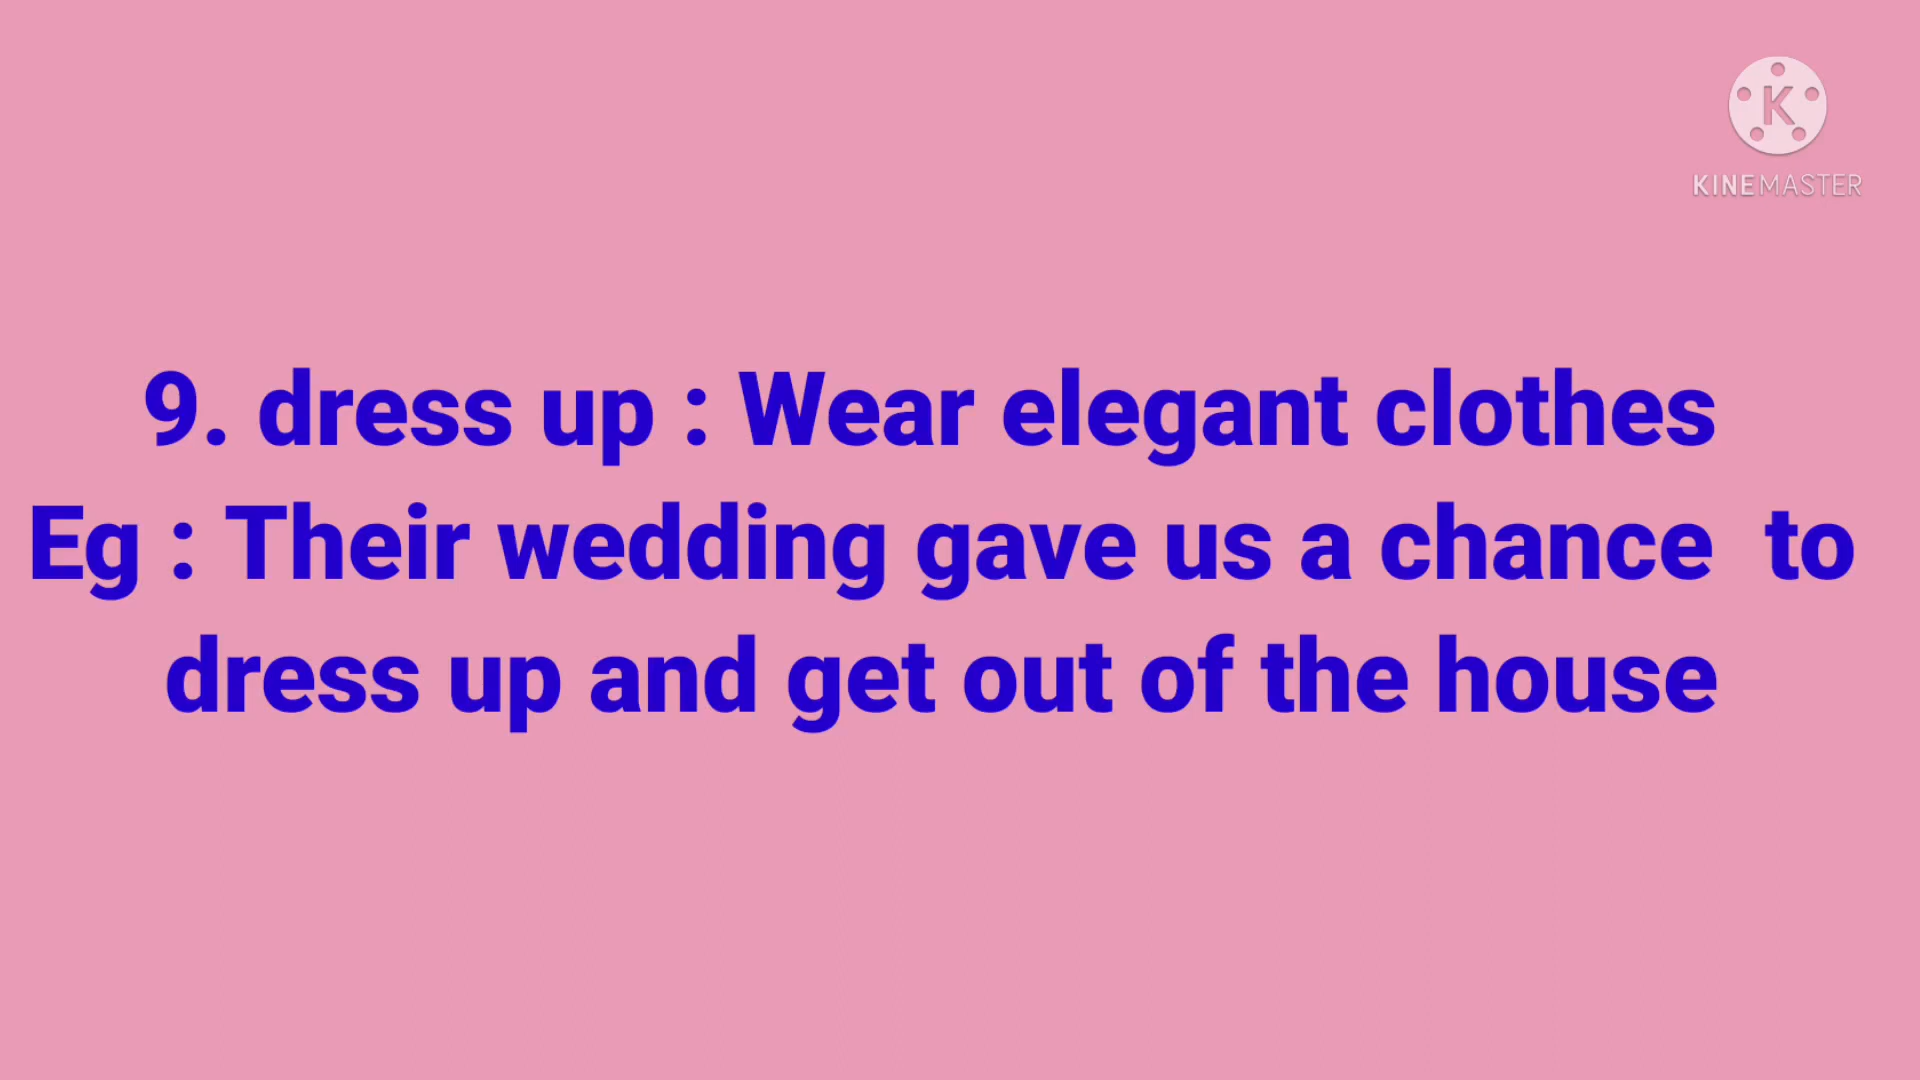 K
KINEMASTER
9. dress up : Wear elegant clothes
Eg : Their wedding gave us a chance  to
dress up and get out of the house